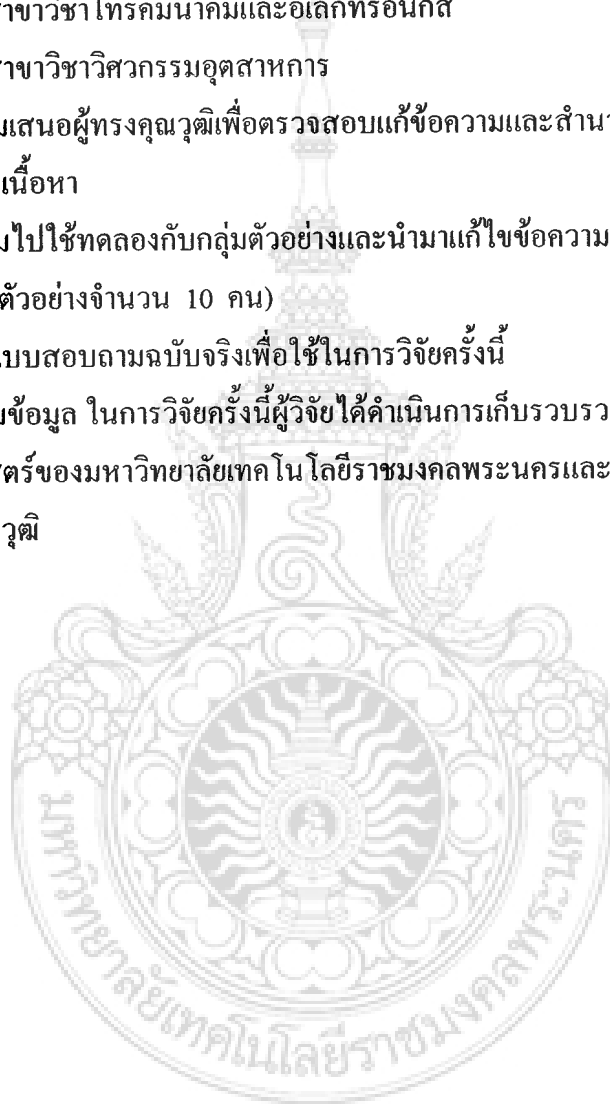 าขาวิชาโทรคมนาคมและอิเล็กทรอนิกส์
าขาวิชาวิศวกรรมอุตสาหการ
มเสนอผู้ทรงคุณวุฒิเพื่อตรวจสอบแก้ข้อความและสำนว
เนื้อหา
มไปใช้ทดลองกับกลุ่มตัวอย่างและนำมาแก้ไขข้อความ
ตัวอย่างจำนวน 10 คน)
แบบสอบถามฉบับจริงเพื่อใช้ในการวิจัยครั้งนี้
มข้อมูล ในการวิจัยครั้งนี้ผู้วิจัยได้ดำเนินการเก็บรวบรว
ตร์ของมหาวิทยาลัยเทคโนโลยีราชมงคลพระนครและ
วุฒิ
มหาวิทยาลัยเทคโนโลยีราชมงคลพระนคร